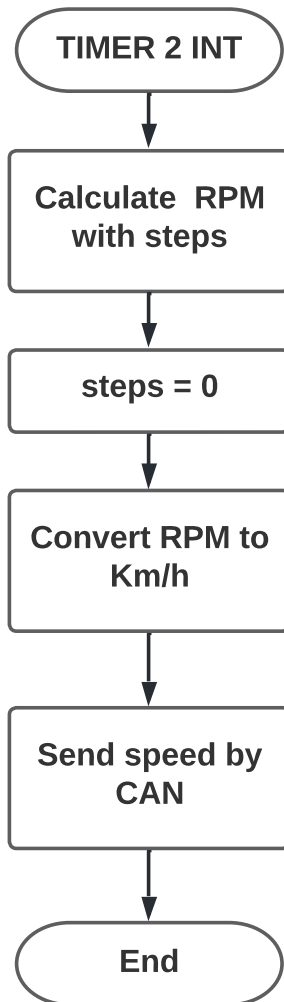 TIMER 2 INT
Calculate  RPM
with steps
steps = 0
Convert RPM to
Km/h
Send speed by
CAN
End